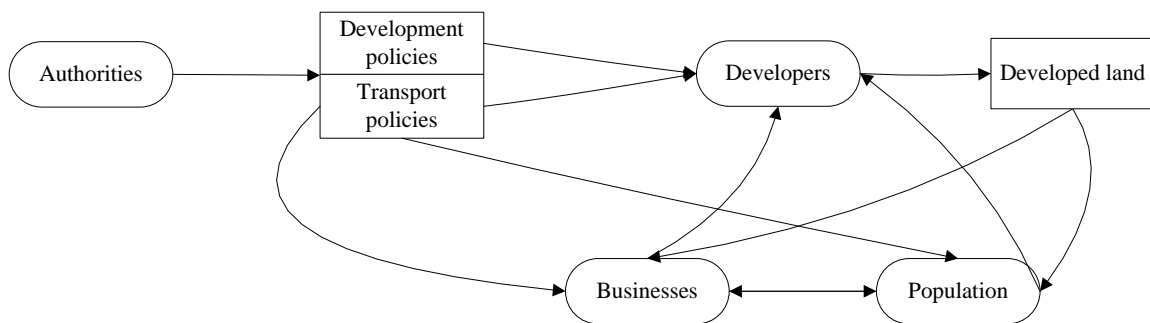 Authorities
Development
policies
Transport
policies
Developers
Developed land
Businesses
Population